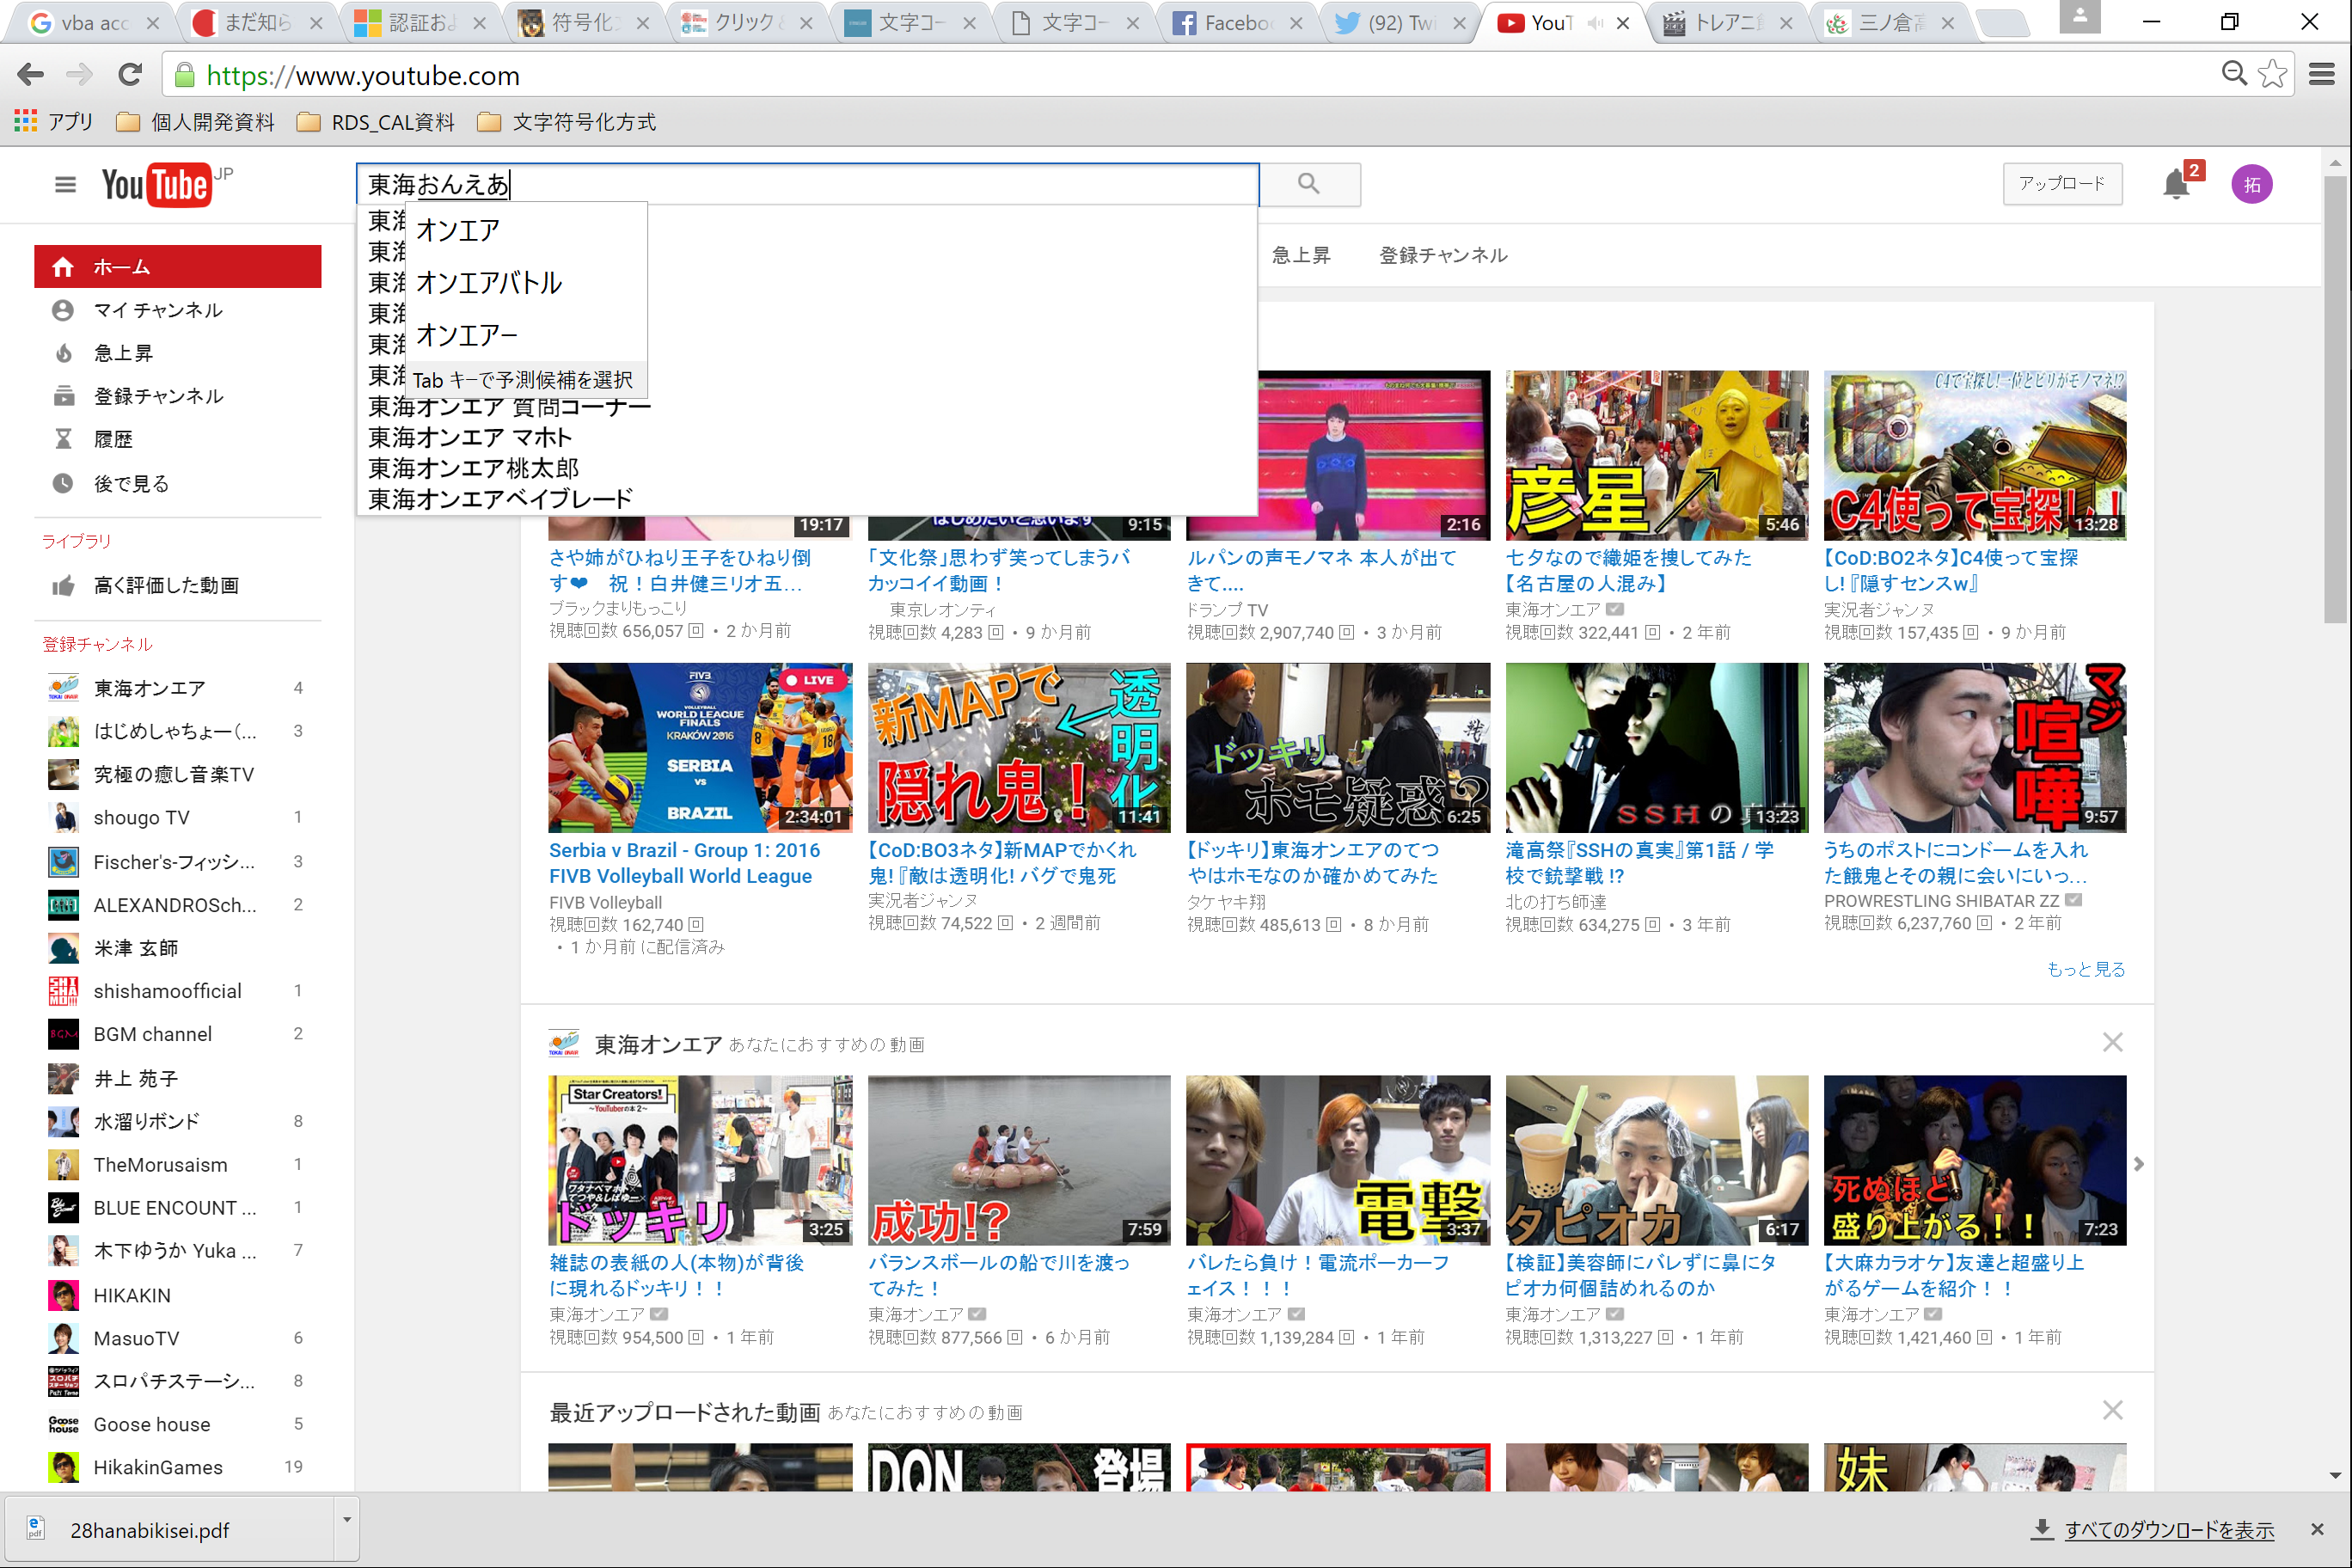 vba acc
まだ知ら
認証およ
符号化ス
クリック
文字コー
文字コー
Facebo
(92) Twi
YouT
トレアニ
三ノ倉高
https://www.youtube.com
アプリ
個人開発資料
RDS_CAL資料
文字符号化方式
YouTube JP
東海おんえあ
アップロード
2
拓
東海
東海
東海
東海
東海
東海
オンエア
オンエアバトル
オンエアー
Tab キーで予測候補を選択
東海オンエア 質問コーナー
東海オンエア マホト
東海オンエア桃太郎
東海オンエアベイブレード
急上昇
登録チャンネル
ホーム
マイ チャンネル
急上昇
登録チャンネル
履歴
後で見る
ライブラリ
高く評価した動画
登録チャンネル
東海オンエア 4
はじめしゃちょー(... 3
究極の癒し音楽TV
shougo TV 1
Fischer's-フィッシ... 3
ALEXANDROSch... 2
米津 玄師
shishamoofficial 1
BGM channel 2
井上 苑子
水溜りボンド 8
TheMorusaism 1
BLUE ENCOUNT ... 1
木下ゆうか Yuka ... 7
HIKAKIN
MasuoTV 6
スロパチステーシ... 8
Goose house 5
HikakinGames 19
19:17
はじめたいと思います
9:15
2:16
彦星
5:46
C4で宝探し!一位とビリがモノマネ!?
C4使って宝探し!
13:28
さや姉がひねり王子をひねり倒
す❤ 祝！白井健三リオ五...
ブラックまりもっこり
視聴回数 656,057 回 • 2 か月前
「文化祭」思わず笑ってしまうバ
カッコイイ動画！
東京レオンティ
視聴回数 4,283 回 • 9 か月前
ルパンの声モノマネ 本人が出て
きて....
ドランプ TV
視聴回数 2,907,740 回 • 3 か月前
七夕なので織姫を捜してみた
【名古屋の人混み】
東海オンエア
視聴回数 322,441 回 • 2 年前
【CoD:BO2ネタ】C4使って宝探
し!『隠すセンスw』
実況者ジャンヌ
視聴回数 157,435 回 • 9 か月前
FIVB
VOLLEYBALL
WORLD LEAGUE
FINALS
KRAKÓW 2016
SERBIA
VS
BRAZIL
LIVE
2:34:01
新MAPで
透明化
隠れ鬼！
11:41
ドッキリ
ホモ疑惑？
6:25
SSHの真実
13:23
マジ
喧嘩
9:57
Serbia v Brazil - Group 1: 2016
FIVB Volleyball World League
FIVB Volleyball
視聴回数 162,740 回
• 1 か月前 に配信済み
【CoD:BO3ネタ】新MAPでかくれ
鬼!『敵は透明化! バグで鬼死
実況者ジャンヌ
視聴回数 74,522 回 • 2 週間前
【ドッキリ】東海オンエアのてつ
やはホモなのか確かめてみた
タケヤキ翔
視聴回数 485,613 回 • 8 か月前
滝高祭『SSHの真実』第1話 / 学
校で銃撃戦 !?
北の打ち師達
視聴回数 634,275 回 • 3 年前
うちのポストにコンドームを入れ
た餓鬼とその親に会いにいっ...
PROWRESTLING SHIBATAR ZZ
視聴回数 6,237,760 回 • 2 年前
もっと見る
東海オンエア あなたにおすすめの動画
Star Creators!
～YouTuberの本 2～
ドッキリ
3:25
成功!?
7:59
電撃
3:37
タピオカ
6:17
死ぬほど
盛り上がる！！
7:23
雑誌の表紙の人(本物)が背後
に現れるドッキリ！！
東海オンエア
視聴回数 954,500 回 • 1 年前
バランスボールの船で川を渡っ
てみた！
東海オンエア
視聴回数 877,566 回 • 6 か月前
バレたら負け！電流ポーカーフ
ェイス！！！
東海オンエア
視聴回数 1,139,284 回 • 1 年前
【検証】美容師にバレずに鼻にタ
ピオカ何個詰めれるのか
東海オンエア
視聴回数 1,313,227 回 • 1 年前
【大麻カラオケ】友達と超盛り上
がるゲームを紹介！！
東海オンエア
視聴回数 1,421,460 回 • 1 年前
最近アップロードされた動画 あなたにおすすめの動画
DQN
登場
妹
28hanabikisei.pdf
すべてのダウンロードを表示